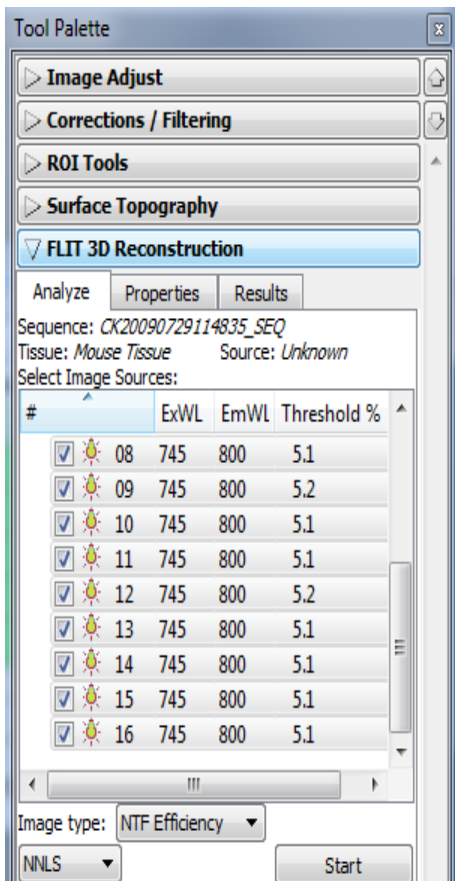 Tool Palette
Image Adjust
Corrections / Filtering
ROI Tools
Surface Topography
FLIT 3D Reconstruction
Analyze Properties Results
Sequence: CK20090729114835_SEQ
Tissue: Mouse Tissue Source: Unknown
Select Image Sources:
# ExWL EmWL Threshold %
08 745 800 5.1
09 745 800 5.2
10 745 800 5.1
11 745 800 5.1
12 745 800 5.2
13 745 800 5.1
14 745 800 5.1
15 745 800 5.1
16 745 800 5.1
Image type: NTF Efficiency
NNLS Start